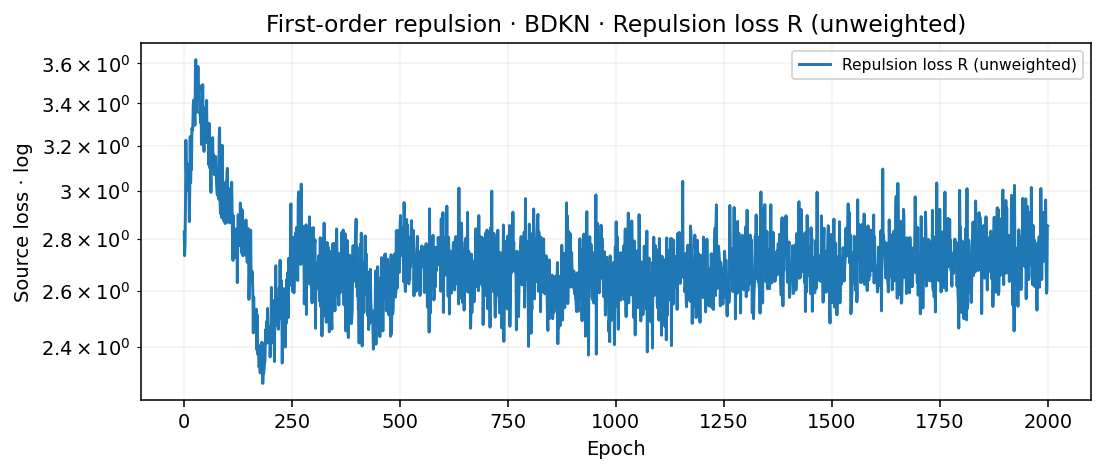 First-order repulsion · BDKN · Repulsion loss R (unweighted)
Repulsion loss R (unweighted)
Source loss · log
3.6 × 10⁰
3.4 × 10⁰
3.2 × 10⁰
3 × 10⁰
2.8 × 10⁰
2.6 × 10⁰
2.4 × 10⁰
0 250 500 750 1000 1250 1500 1750 2000
Epoch